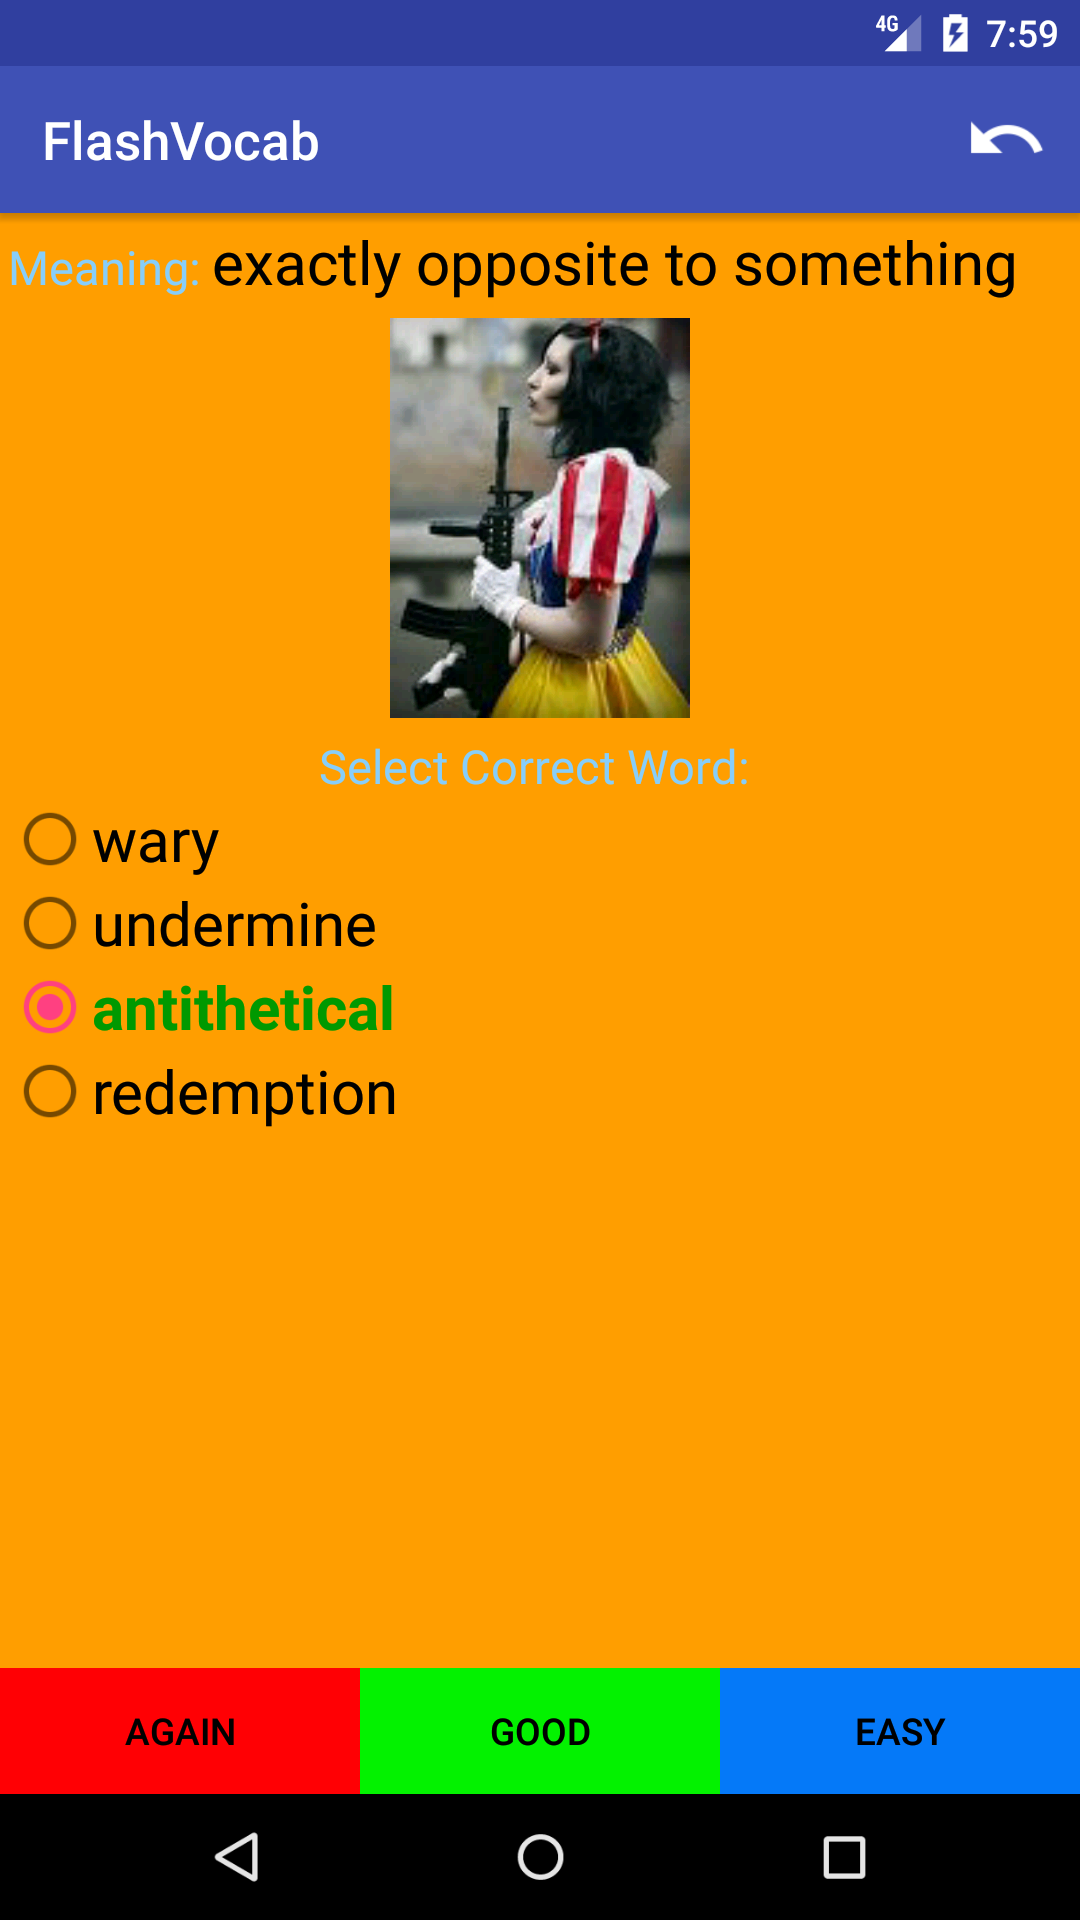 4G 7:59
FlashVocab
Meaning: exactly opposite to something
Select Correct Word:
wary
undermine
antithetical
redemption
AGAIN GOOD EASY